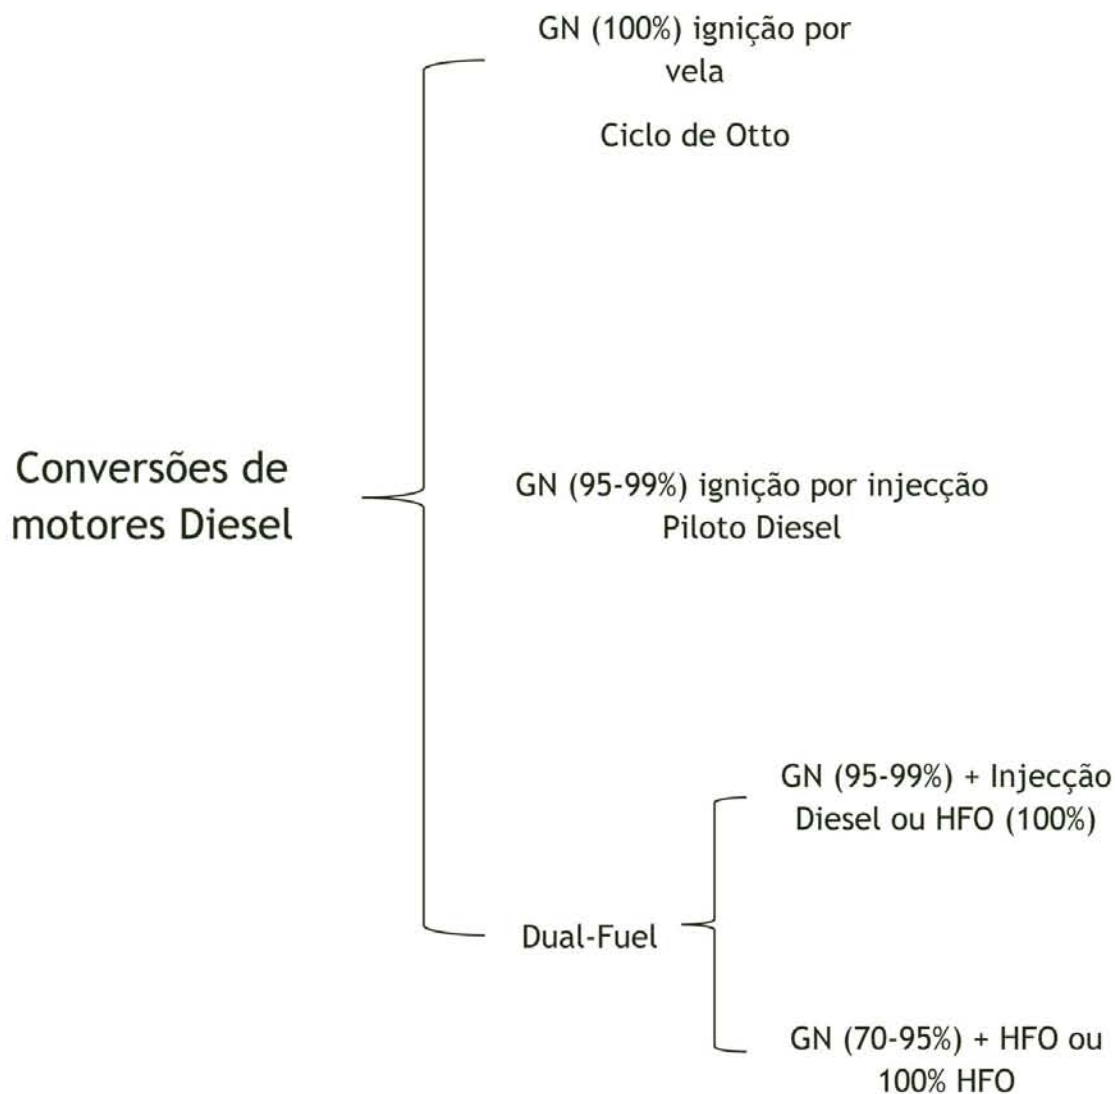 GN (100%) ignição por
vela
Ciclo de Otto
Conversões de
motores Diesel
GN (95-99%) ignição por injecção
Piloto Diesel
Dual-Fuel
GN (95-99%) + Injecção
Diesel ou HFO (100%)
GN (70-95%) + HFO ou
100% HFO